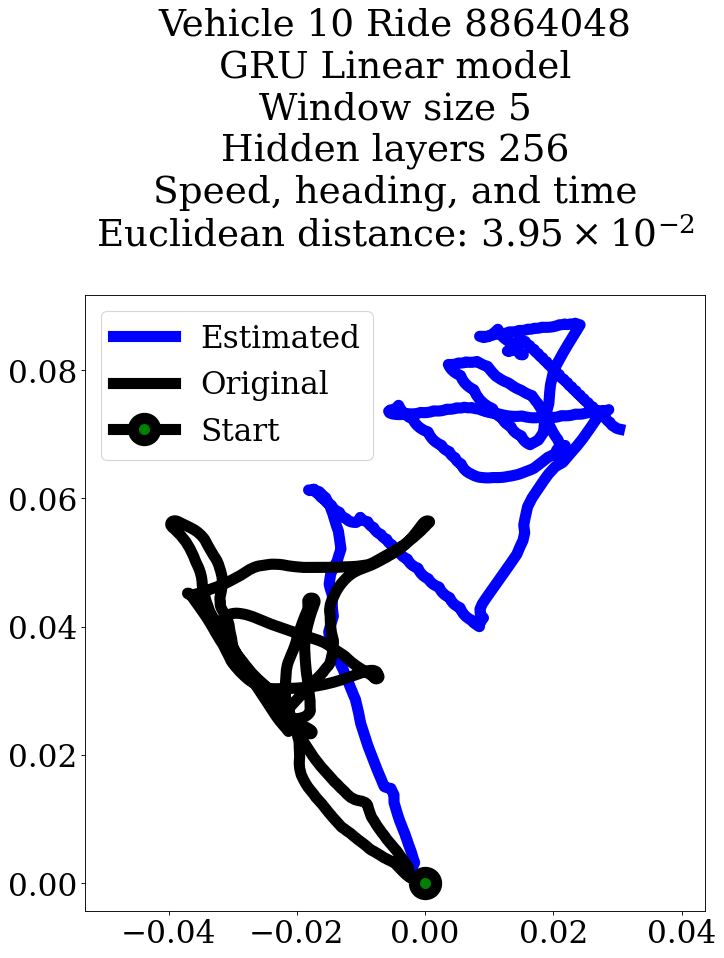 Vehicle 10 Ride 8864048
GRU Linear model
Window size 5
Hidden layers 256
Speed, heading, and time
Euclidean distance: 3.95 × 10⁻²
Estimated
Original
Start
0.08
0.06
0.04
0.02
0.00
−0.04 −0.02 0.00 0.02 0.04